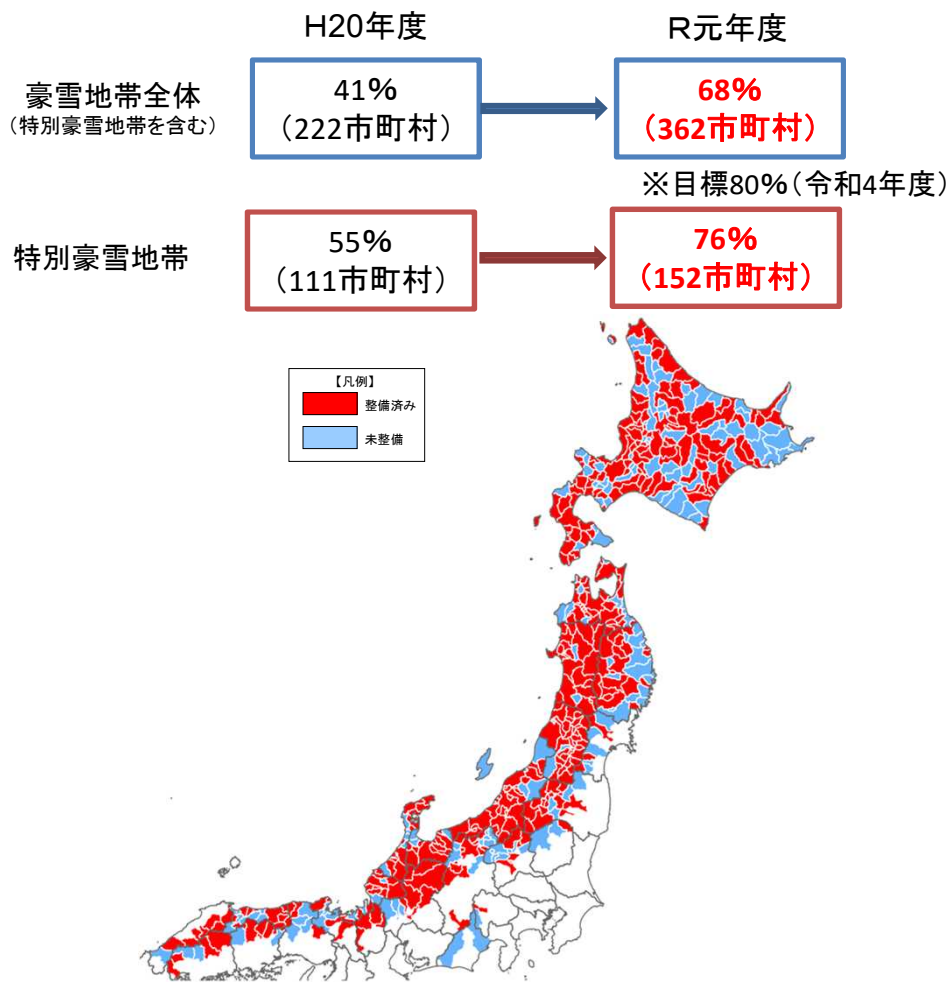 H20年度
R元年度
豪雪地帯全体
（特別豪雪地帯を含む）
41%
（222市町村）
68%
（362市町村）
※目標80%（令和4年度）
特別豪雪地帯
55%
（111市町村）
76%
（152市町村）
【凡例】
整備済み
未整備